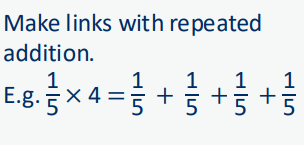 Make links with repeated
addition.
E.g. 1/5 × 4 = 1/5 + 1/5 + 1/5 + 1/5